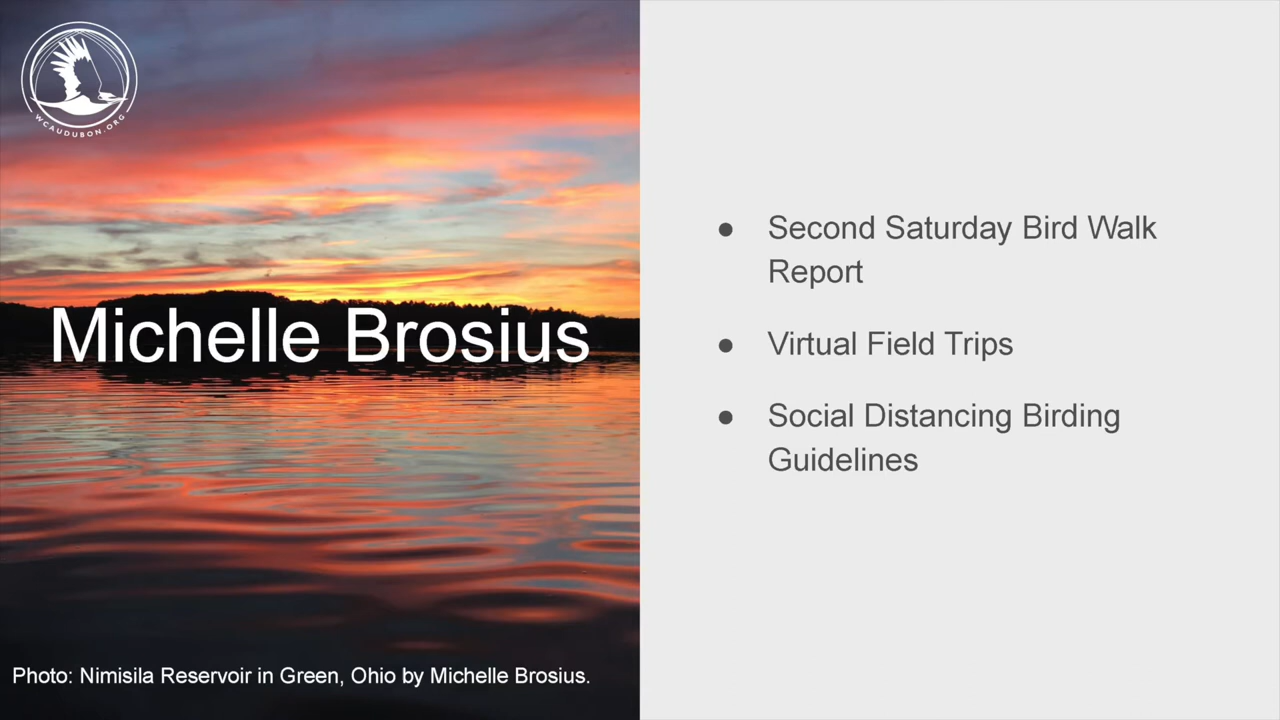 WCAUDUBON.ORG
Michelle Brosius
Photo: Nimisila Reservoir in Green, Ohio by Michelle Brosius.
● Second Saturday Bird Walk
Report
● Virtual Field Trips
● Social Distancing Birding
Guidelines